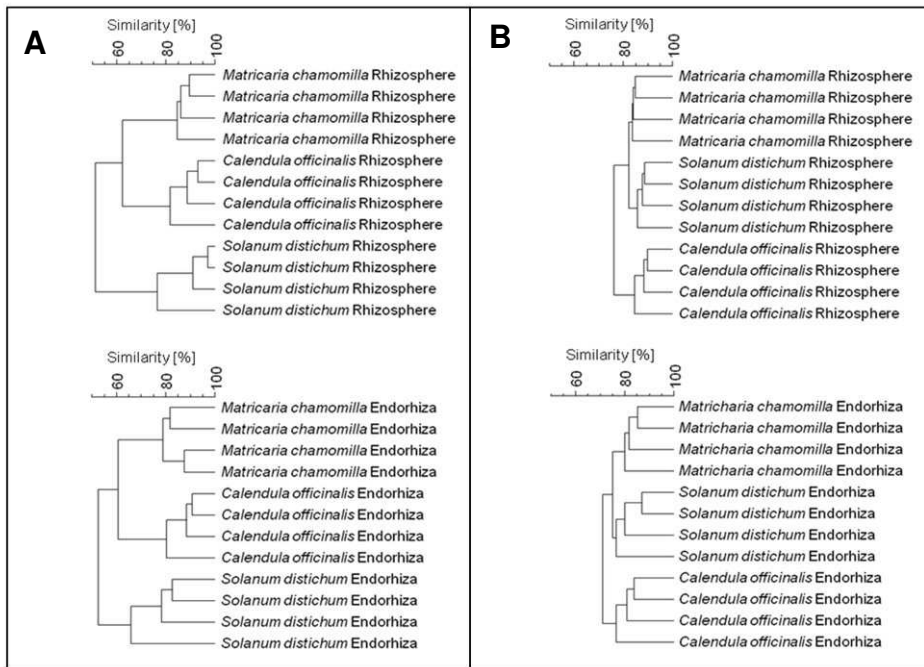 A
Similarity [%]
60
80
100
Matricaria chamomilla Rhizosphere
Matricaria chamomilla Rhizosphere
Matricaria chamomilla Rhizosphere
Matricaria chamomilla Rhizosphere
Calendula officinalis Rhizosphere
Calendula officinalis Rhizosphere
Calendula officinalis Rhizosphere
Calendula officinalis Rhizosphere
Solanum distichum Rhizosphere
Solanum distichum Rhizosphere
Solanum distichum Rhizosphere
Solanum distichum Rhizosphere
Similarity [%]
60
80
100
Matricaria chamomilla Endorhiza
Matricaria chamomilla Endorhiza
Matricaria chamomilla Endorhiza
Matricaria chamomilla Endorhiza
Calendula officinalis Endorhiza
Calendula officinalis Endorhiza
Calendula officinalis Endorhiza
Calendula officinalis Endorhiza
Solanum distichum Endorhiza
Solanum distichum Endorhiza
Solanum distichum Endorhiza
Solanum distichum Endorhiza
B
Similarity [%]
60
80
100
Matricaria chamomilla Rhizosphere
Matricaria chamomilla Rhizosphere
Matricaria chamomilla Rhizosphere
Matricaria chamomilla Rhizosphere
Solanum distichum Rhizosphere
Solanum distichum Rhizosphere
Solanum distichum Rhizosphere
Solanum distichum Rhizosphere
Calendula officinalis Rhizosphere
Calendula officinalis Rhizosphere
Calendula officinalis Rhizosphere
Calendula officinalis Rhizosphere
Similarity [%]
60
80
100
Matricharia chamomilla Endorhiza
Matricharia chamomilla Endorhiza
Matricharia chamomilla Endorhiza
Matricharia chamomilla Endorhiza
Solanum distichum Endorhiza
Solanum distichum Endorhiza
Solanum distichum Endorhiza
Solanum distichum Endorhiza
Calendula officinalis Endorhiza
Calendula officinalis Endorhiza
Calendula officinalis Endorhiza
Calendula officinalis Endorhiza